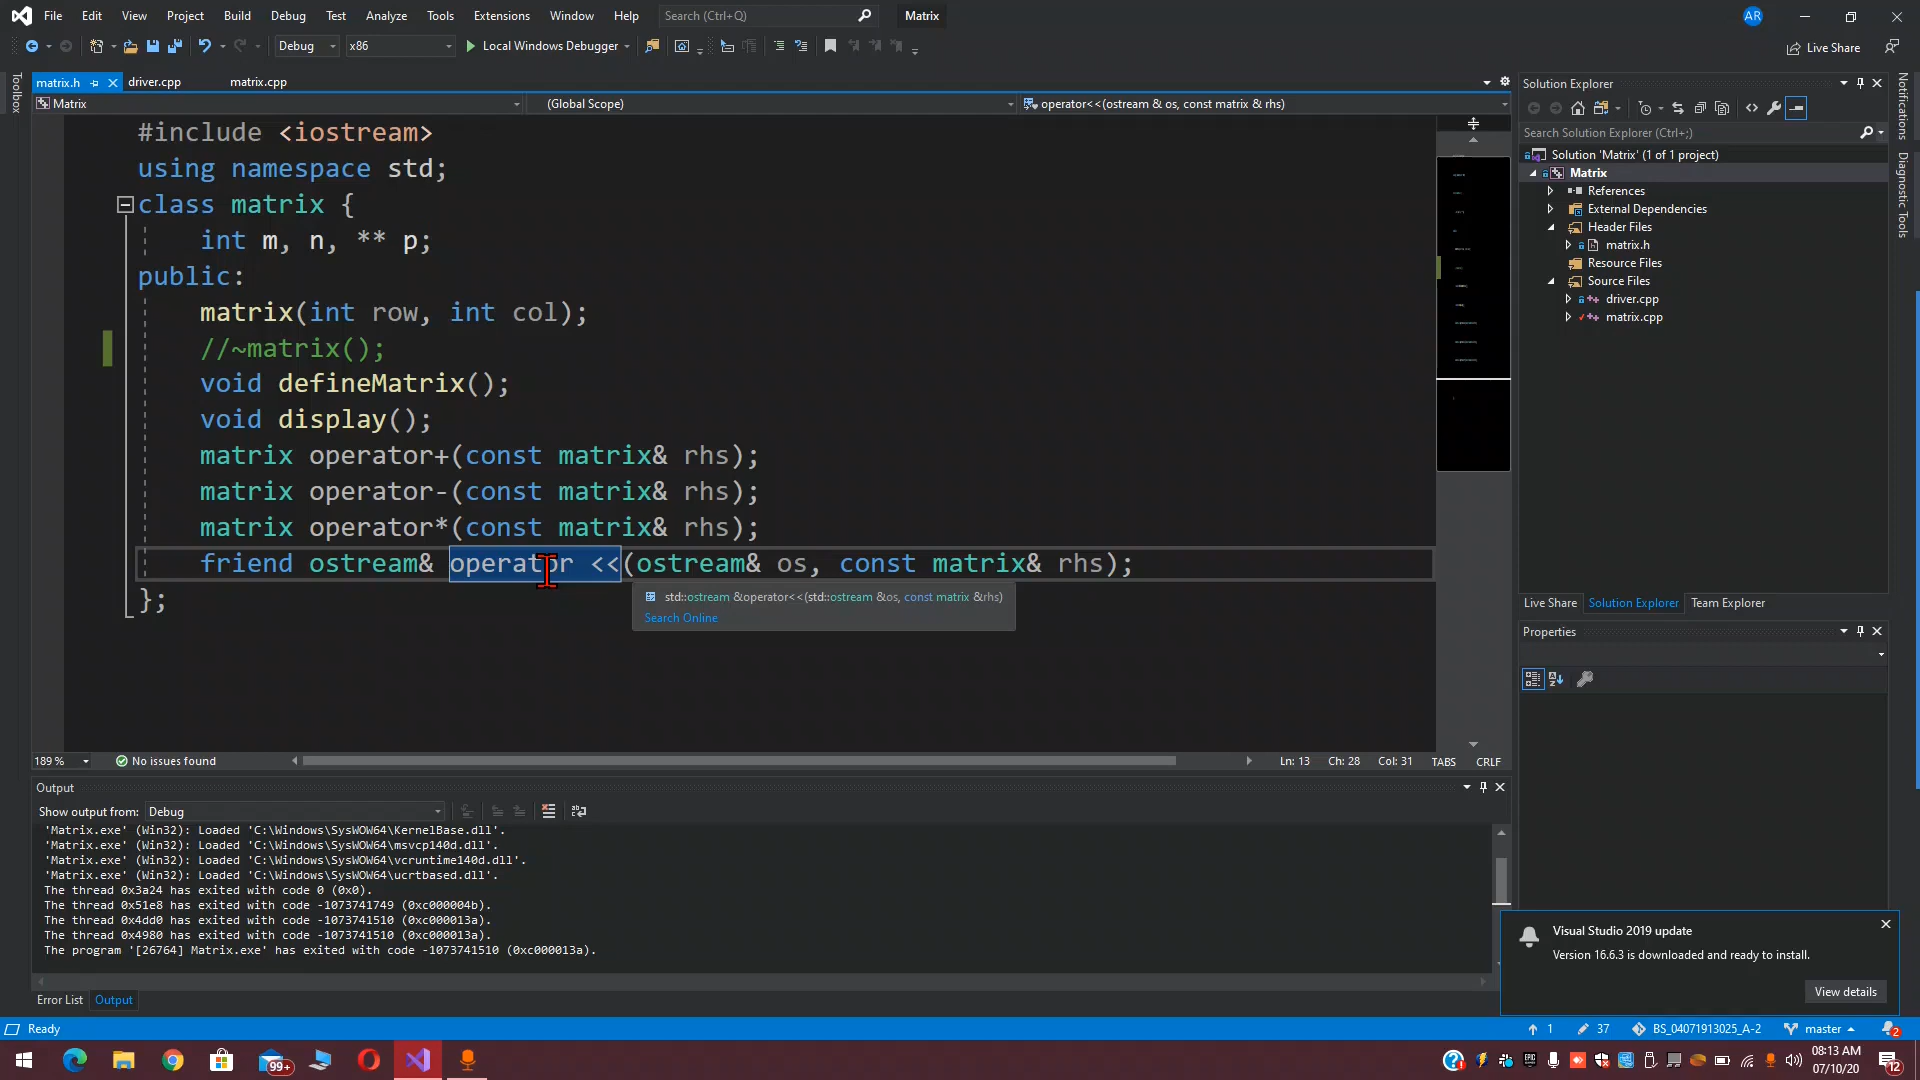 File Edit View Project Build Debug Test Analyze Tools Extensions Window Help Search (Ctrl+Q) Matrix AR
Debug x86 Local Windows Debugger Live Share
Toolbox
matrix.h driver.cpp matrix.cpp
Matrix (Global Scope) operator<<(ostream & os, const matrix & rhs)
#include <iostream>
using namespace std;
class matrix {
int m, n, ** p;
public:
matrix(int row, int col);
//~matrix();
void defineMatrix();
void display();
matrix operator+(const matrix& rhs);
matrix operator-(const matrix& rhs);
matrix operator*(const matrix& rhs);
friend ostream& operator <<(ostream& os, const matrix& rhs);
};
std::ostream &operator<<(std::ostream &os, const matrix &rhs)
Search Online
189 % No issues found Ln: 13 Ch: 28 Col: 31 TABS CRLF
Output
Show output from: Debug
'Matrix.exe' (Win32): Loaded 'C:\Windows\SysWOW64\KernelBase.dll'.
'Matrix.exe' (Win32): Loaded 'C:\Windows\SysWOW64\msvcp140d.dll'.
'Matrix.exe' (Win32): Loaded 'C:\Windows\SysWOW64\vcruntime140d.dll'.
'Matrix.exe' (Win32): Loaded 'C:\Windows\SysWOW64\ucrtbased.dll'.
The thread 0x3a24 has exited with code 0 (0x0).
The thread 0x51e8 has exited with code -1073741749 (0xc000004b).
The thread 0x4dd0 has exited with code -1073741510 (0xc000013a).
The thread 0x4980 has exited with code -1073741510 (0xc000013a).
The program '[26764] Matrix.exe' has exited with code -1073741510 (0xc000013a).
Error List Output
Solution Explorer
Search Solution Explorer (Ctrl+;)
Solution 'Matrix' (1 of 1 project)
Matrix
References
External Dependencies
Header Files
matrix.h
Resource Files
Source Files
driver.cpp
matrix.cpp
Live Share Solution Explorer Team Explorer
Properties
Notifications
Diagnostic Tools
Visual Studio 2019 update
Version 16.6.3 is downloaded and ready to install.
View details
Ready 1 37 BS_04071913025_A-2 master 2
99+
08:13 AM
07/10/20
12